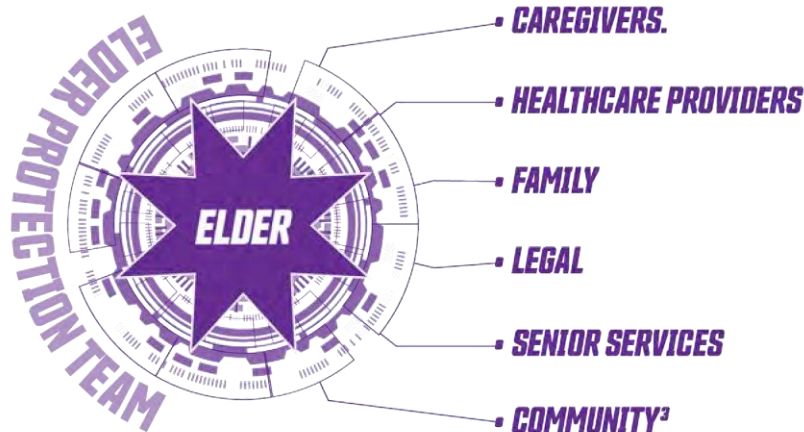 ELDER PROTECTION TEAM
ELDER
CAREGIVERS.
HEALTHCARE PROVIDERS
FAMILY
LEGAL
SENIOR SERVICES
COMMUNITY³